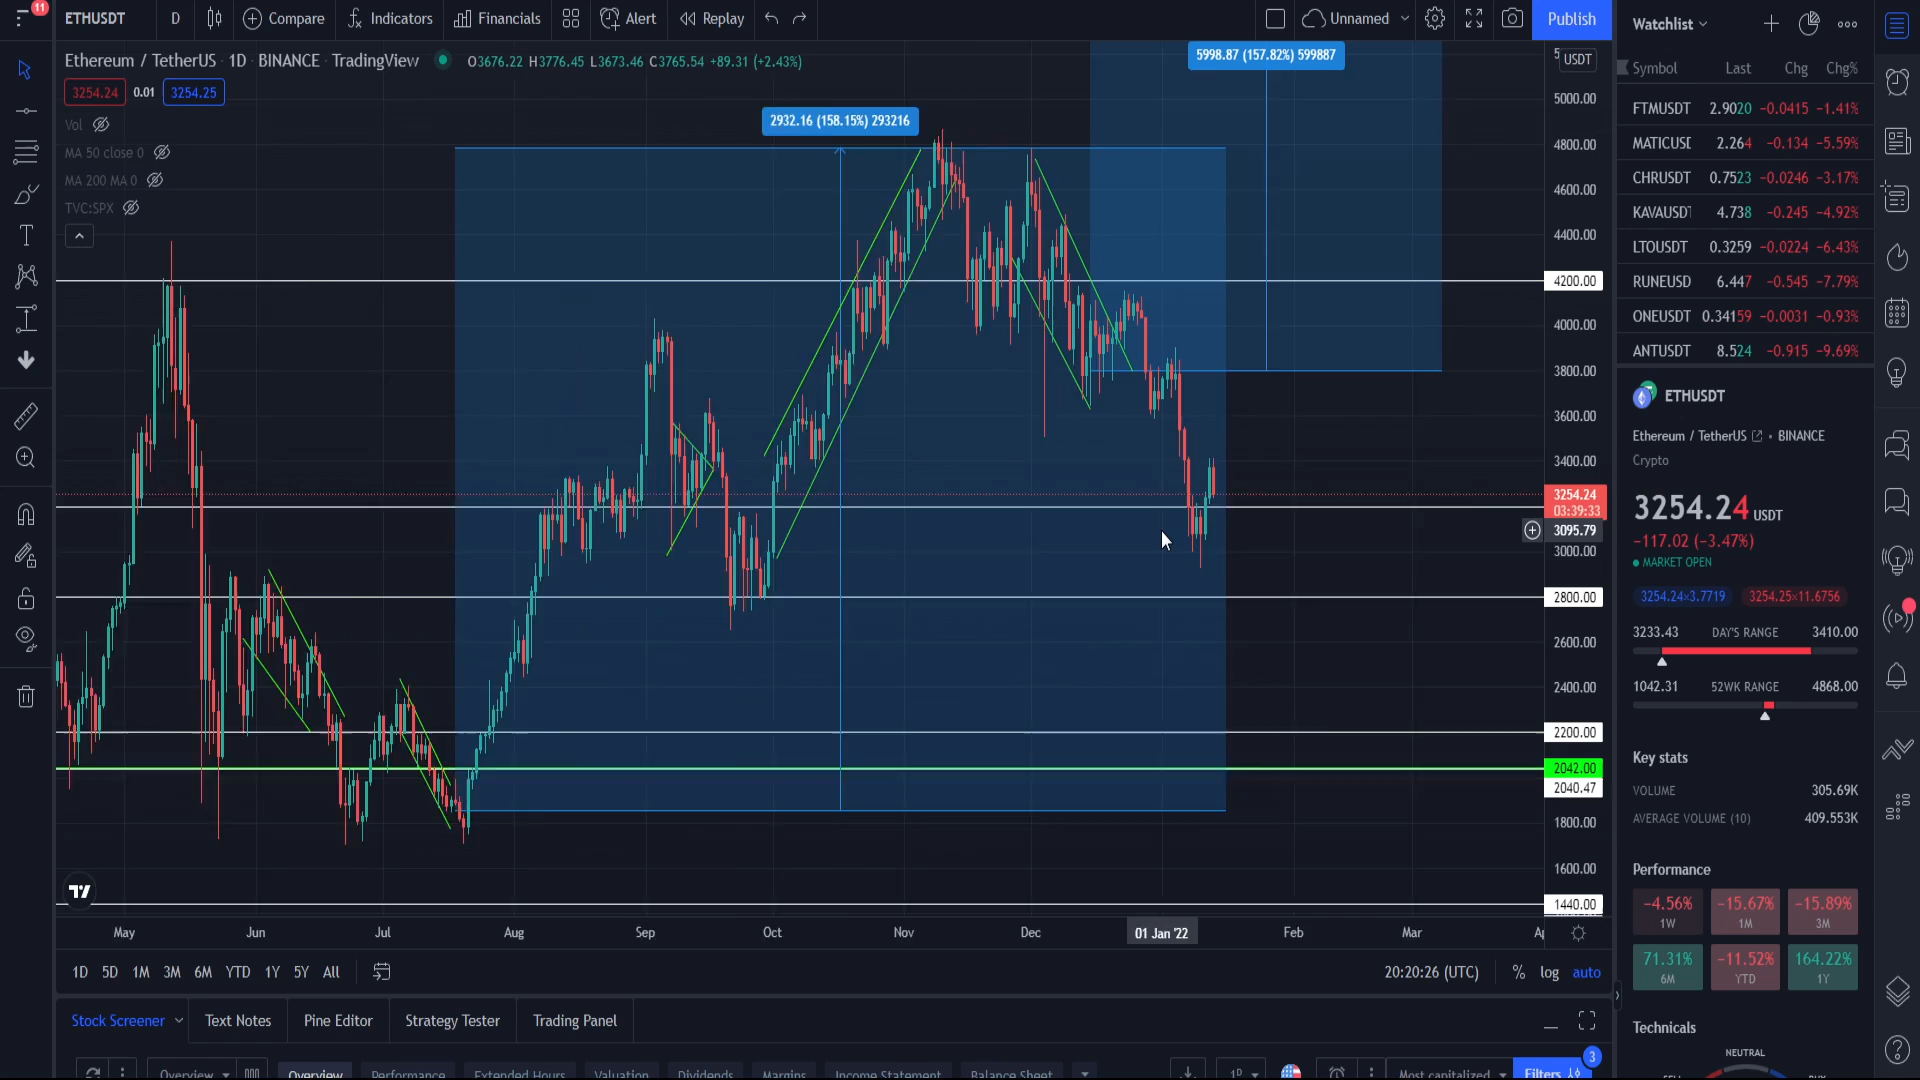 11
ETHUSDT D Compare Indicators Financials Alert Replay Unnamed Publish
Ethereum / TetherUS · 1D · BINANCE · TradingView O3676.22 H3776.45 L3673.46 C3765.54 +89.31 (+2.43%)
3254.24 0.01 3254.25
Vol
MA 50 close 0
MA 200 MA 0
TVC:SPX
2932.16 (158.15%) 293216
5998.87 (157.82%) 599887
USDT
5000.00
4800.00
4600.00
4400.00
4200.00
4000.00
3800.00
3600.00
3400.00
3254.24
03:39:33
3095.79
3000.00
2800.00
2600.00
2400.00
2200.00
2042.00
2040.47
1800.00
1600.00
1440.00
May Jun Jul Aug Sep Oct Nov Dec 01 Jan '22 Feb Mar
1D 5D 1M 3M 6M YTD 1Y 5Y All
20:20:26 (UTC) % log auto
Stock Screener Text Notes Pine Editor Strategy Tester Trading Panel
Overview Overview Performance Extended Hours Valuation Dividends Margins Income Statement Balance Sheet 1D Most capitalized Filters 3
Watchlist
Symbol Last Chg Chg%
FTMUSDT 2.9020 −0.0415 −1.41%
MATICUSD 2.264 −0.134 −5.59%
CHRUSDT 0.7523 −0.0246 −3.17%
KAVAUSDT 4.738 −0.245 −4.92%
LTOUSDT 0.3259 −0.0224 −6.43%
RUNEUSD 6.447 −0.545 −7.79%
ONEUSDT 0.34159 −0.0031 −0.93%
ANTUSDT 8.524 −0.915 −9.69%
ETHUSDT
Ethereum / TetherUS · BINANCE
Crypto
3254.24 USDT
−117.02 (−3.47%)
MARKET OPEN
3254.24×3.7719 3254.25×11.6756
3233.43 DAY'S RANGE 3410.00
1042.31 52WK RANGE 4868.00
Key stats
VOLUME 305.69K
AVERAGE VOLUME (10) 409.553K
Performance
−4.56% 1W
−15.67% 1M
−15.89% 3M
71.31% 6M
−11.52% YTD
164.22% 1Y
Technicals
NEUTRAL